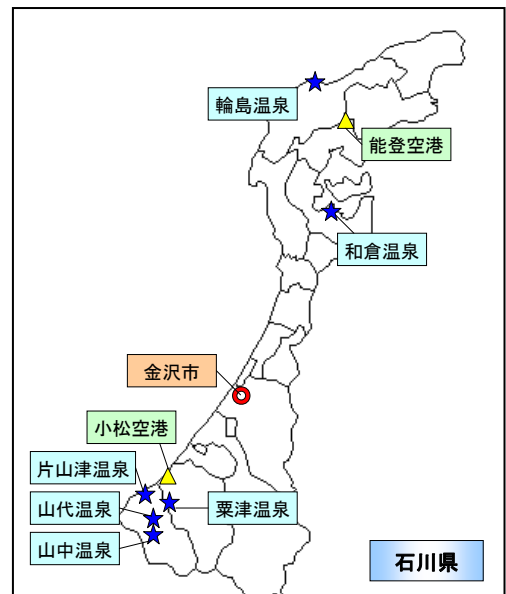 輪島温泉
能登空港
和倉温泉
金沢市
小松空港
片山津温泉
山代温泉
粟津温泉
山中温泉
石川県